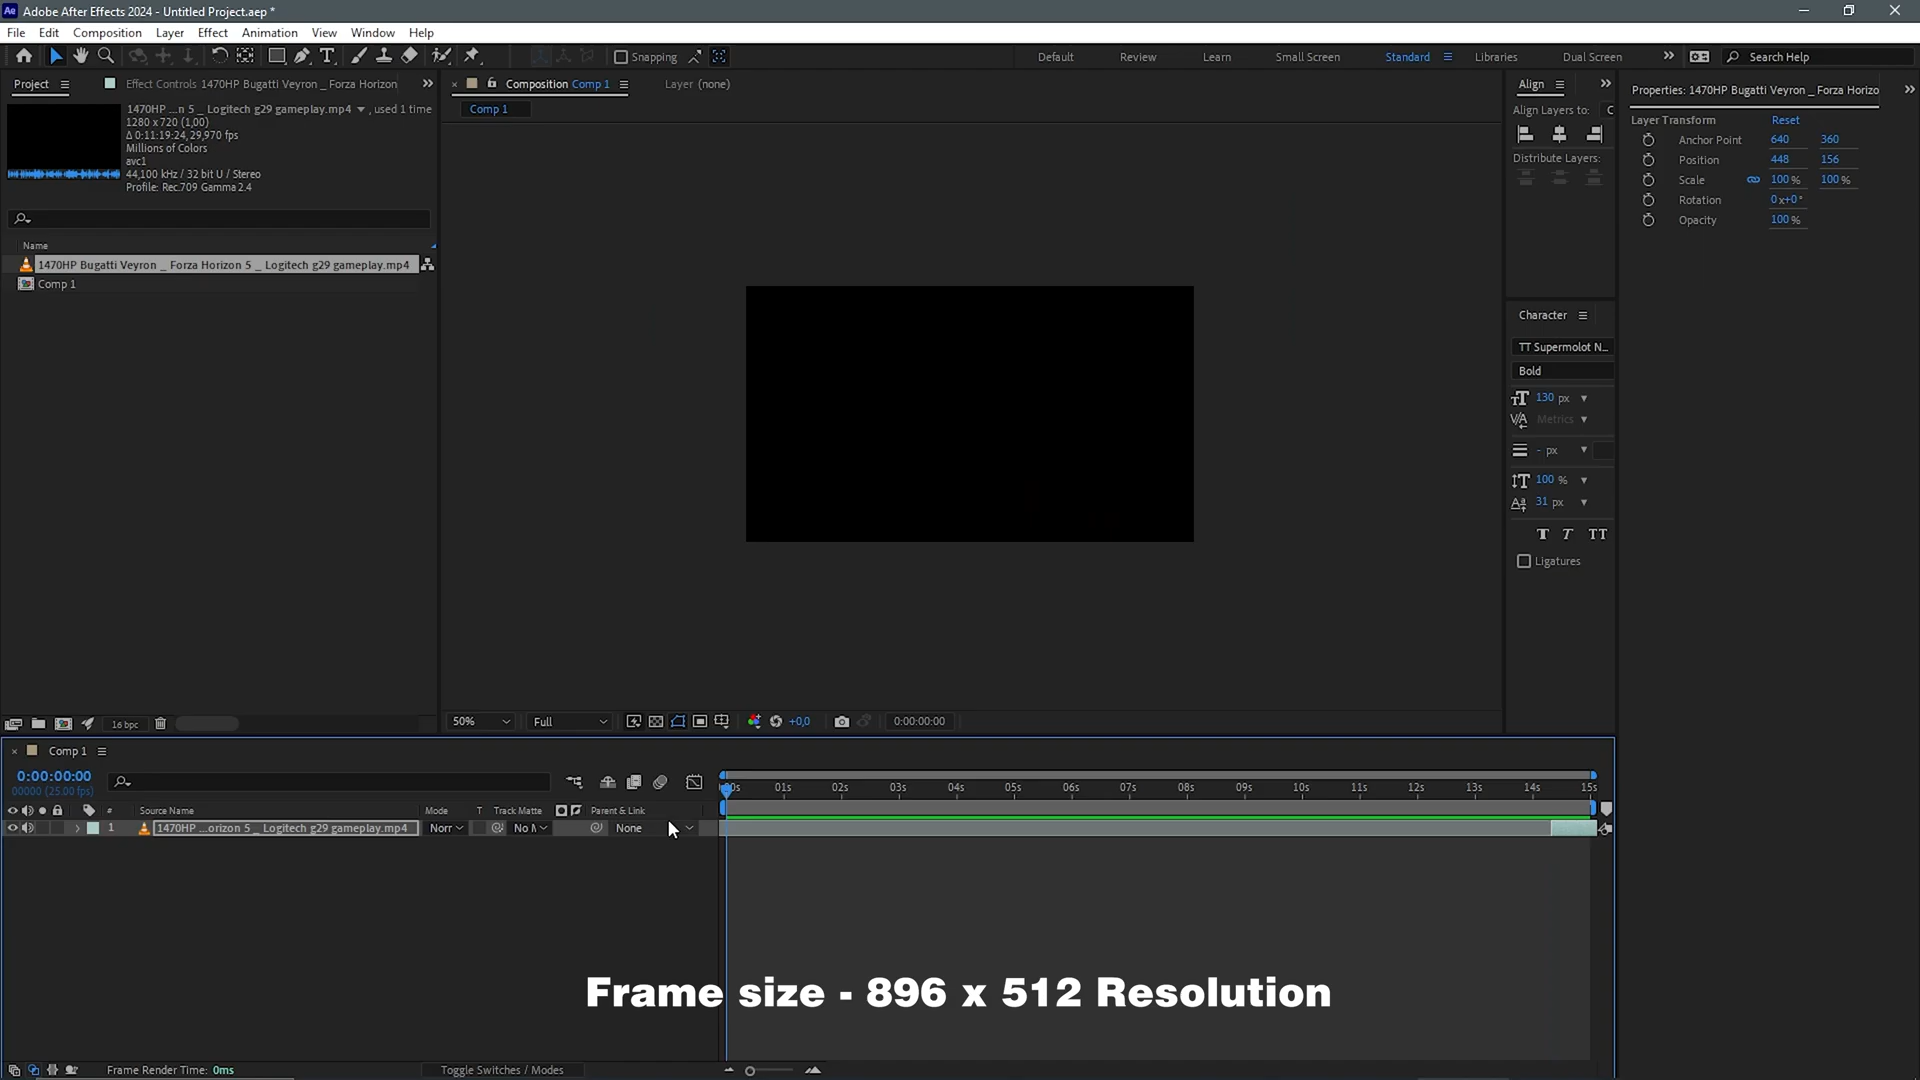 Adobe After Effects 2024 - Untitled Project.aep *
File Edit Composition Layer Effect Animation View Window Help
Snapping
Default Review Learn Small Screen Standard Libraries Dual Screen
Search Help
Project Effect Controls 1470HP Bugatti Veyron _ Forza Horizon
1470HP ...n 5 _ Logitech g29 gameplay.mp4 , used 1 time
1280 x 720 (1,00)
Δ 0:11:19:24, 29,970 fps
Millions of Colors
avc1
44,100 kHz / 32 bit U / Stereo
Profile: Rec.709 Gamma 2.4
Name
1470HP Bugatti Veyron _ Forza Horizon 5 _ Logitech g29 gameplay.mp4
Comp 1
16 bpc
Composition Comp 1 Layer (none)
Comp 1
50% Full +0,0 0:00:00:00
Align
Align Layers to:
Distribute Layers:
Character
Supermolot N...
Bold
130 px
Metrics
- px
100 %
31 px
T T TT
Ligatures
Properties: 1470HP Bugatti Veyron _ Forza Horizo
Layer Transform Reset
Anchor Point 640 360
Position 448 156
Scale 100 % 100 %
Rotation 0x+0°
Opacity 100 %
Comp 1
0:00:00:00
00000 (25.00 fps)
01s 02s 03s 04s 05s 06s 07s 08s 09s 10s 11s 12s 13s 14s 15s
# Source Name Mode T Track Matte Parent & Link
1 1470HP ...orizon 5 _ Logitech g29 gameplay.mp4 None
Frame size - 896 x 512 Resolution
Frame Render Time: 0ms Toggle Switches / Modes